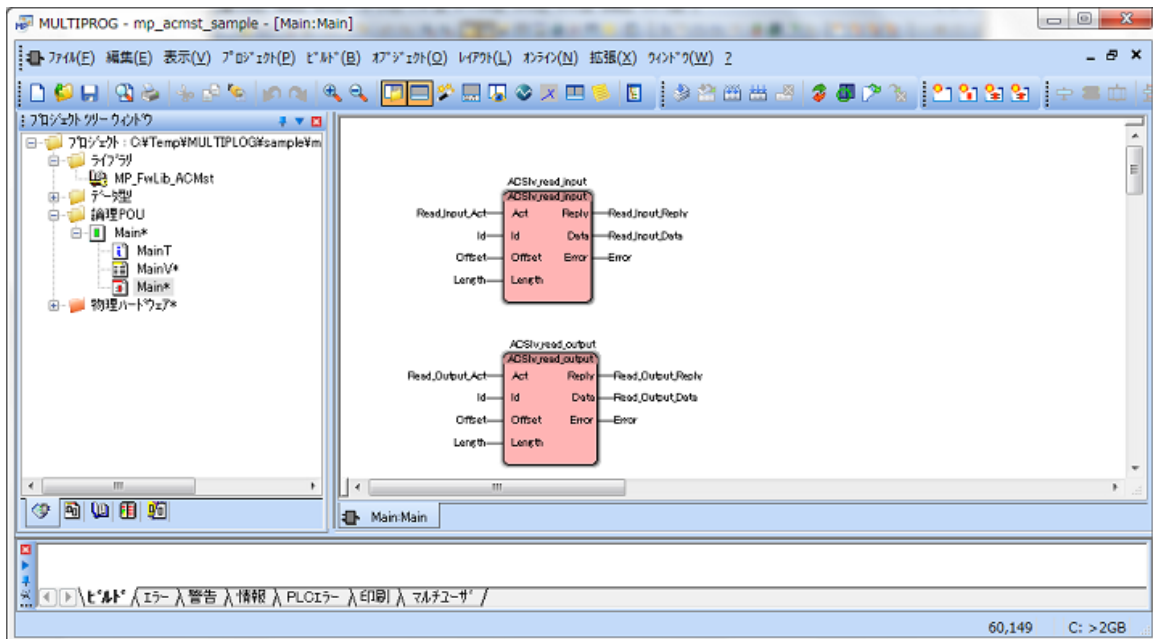 MULTIPROG - mp_acmst_sample - [Main:Main]
ﾌｧｲﾙ(F) 編集(E) 表示(V) ﾌﾟﾛｼﾞｪｸﾄ(P) ﾋﾞﾙﾄﾞ(B) ｵﾌﾞｼﾞｪｸﾄ(O) ﾚｲｱｳﾄ(L) ｵﾝﾗｲﾝ(N) 拡張(X) ｳｨﾝﾄﾞｳ(W) ?
ﾌﾟﾛｼﾞｪｸﾄ ﾂﾘｰ ｳｨﾝﾄﾞｳ
ﾌﾟﾛｼﾞｪｸﾄ : C:¥Temp¥MULTIPLOG¥sample¥m
ﾗｲﾌﾞﾗﾘ
MP_FwLib_ACMst
ﾃﾞｰﾀ型
論理POU
Main*
MainT
MainV*
Main*
物理ﾊｰﾄﾞｳｪｱ*
ACSlv_read_input
ACSlv_read_input
Read_Input_Act Act Reply Read_Input_Reply
Id Id Data Read_Input_Data
Offset Offset Error Error
Length Length
ACSlv_read_output
ACSlv_read_output
Read_Output_Act Act Reply Read_Output_Reply
Id Id Data Read_Output_Data
Offset Offset Error Error
Length Length
Main:Main
ﾋﾞﾙﾄﾞ ｴﾗｰ 警告 情報 PLCｴﾗｰ 印刷 ﾏﾙﾁﾕｰｻﾞ
60,149 C: >2GB